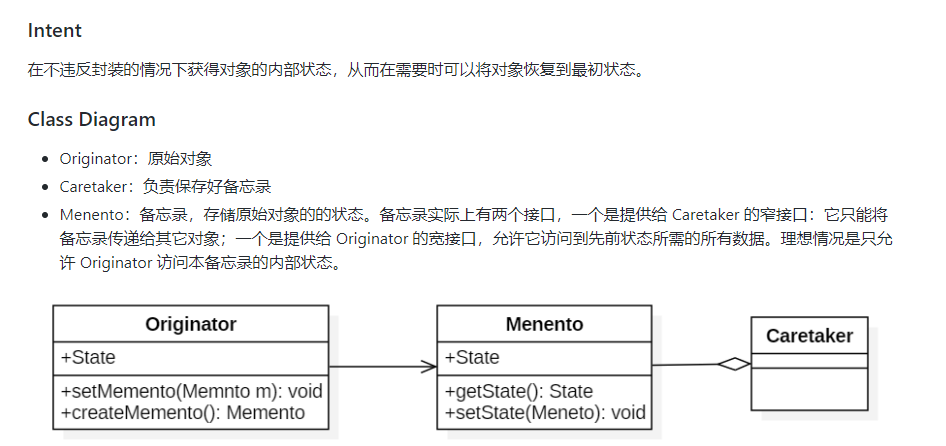 Intent
在不违反封装的情况下获得对象的内部状态，从而在需要时可以将对象恢复到最初状态。
Class Diagram
• Originator：原始对象
• Caretaker：负责保存好备忘录
• Menento：备忘录，存储原始对象的的状态。备忘录实际上有两个接口，一个是提供给 Caretaker 的窄接口：它只能将
备忘录传递给其它对象；一个是提供给 Originator 的宽接口，允许它访问到先前状态所需的所有数据。理想情况是只允
许 Originator 访问本备忘录的内部状态。
Originator
+State
+setMemento(Memnto m): void
+createMemento(): Memento
Menento
+State
+getState(): State
+setState(Meneto): void
Caretaker